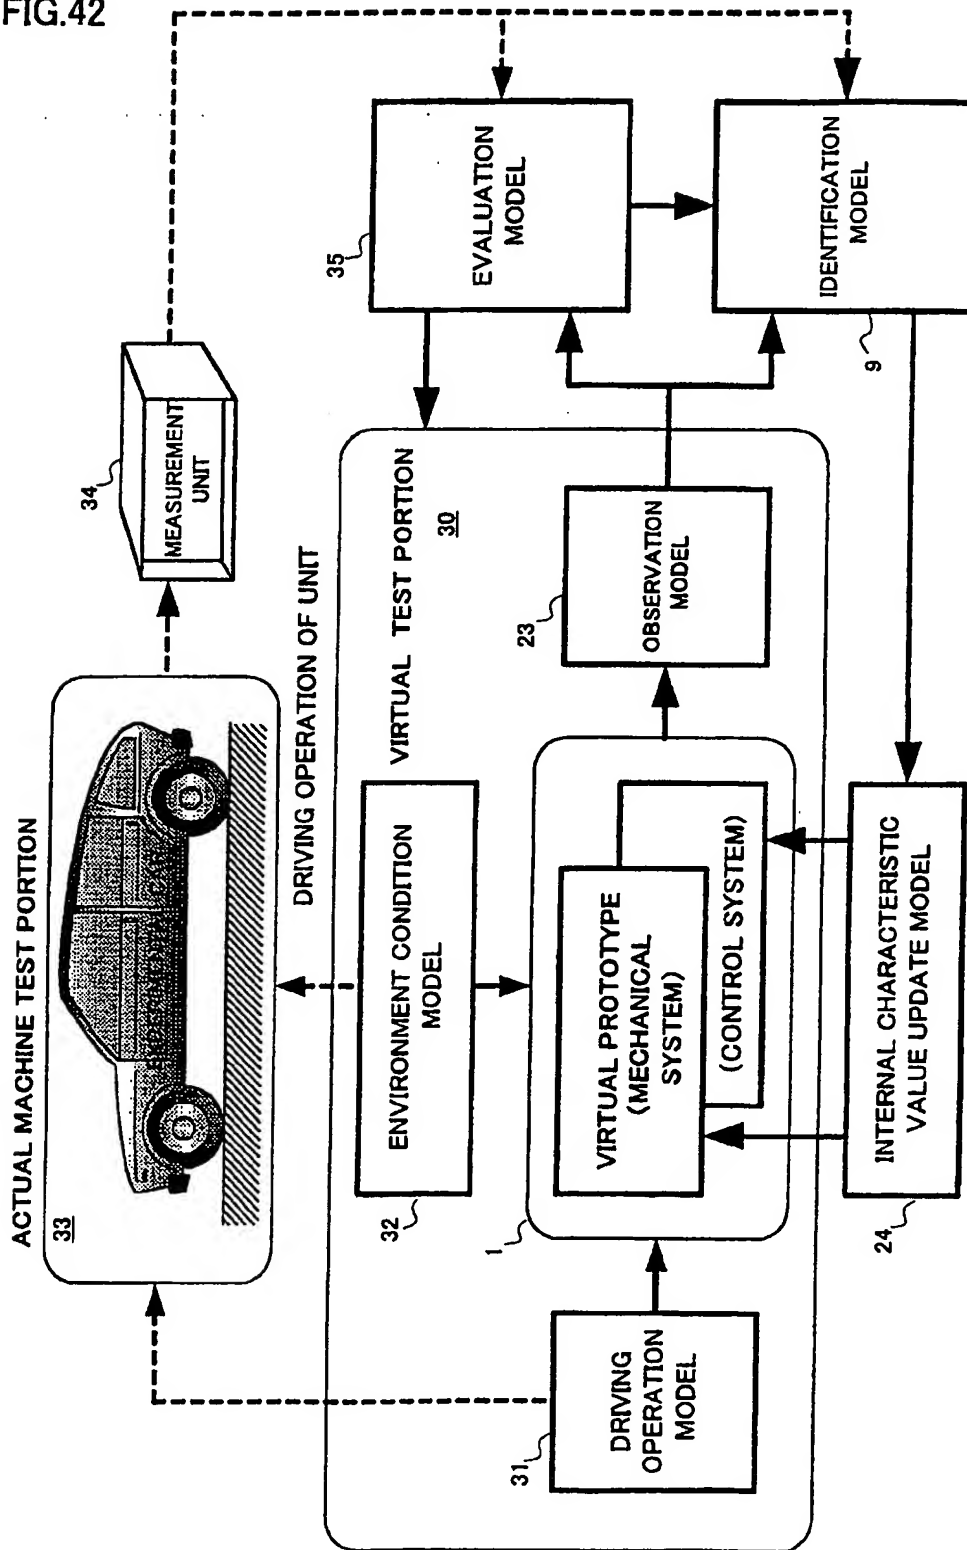 FIG.42
ACTUAL MACHINE TEST PORTION
33
EXPERIMENTAL CAR
34
MEASUREMENT
UNIT
DRIVING OPERATION OF UNIT
VIRTUAL TEST PORTION
30
ENVIRONMENT CONDITION
MODEL
32
31
DRIVING
OPERATION
MODEL
1
VIRTUAL PROTOTYPE
(MECHANICAL
SYSTEM)
(CONTROL SYSTEM)
23
OBSERVATION
MODEL
35
EVALUATION
MODEL
IDENTIFICATION
MODEL
9
24
INTERNAL CHARACTERISTIC
VALUE UPDATE MODEL